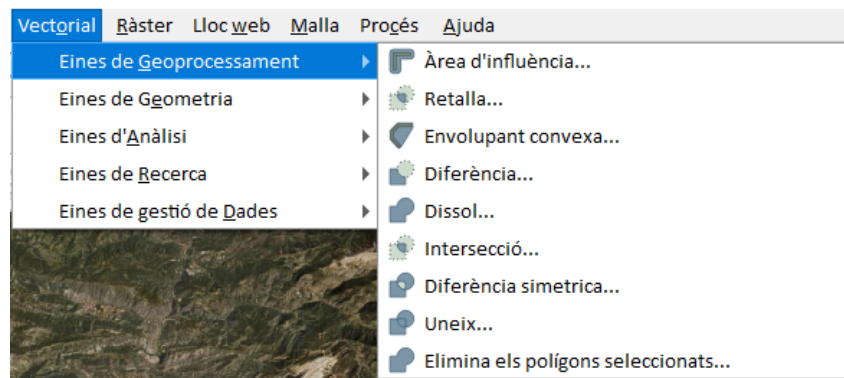 Vectorial Ràster Lloc web Malla Procés Ajuda
Eines de Geoprocessament
Eines de Geometria
Eines d'Anàlisi
Eines de Recerca
Eines de gestió de Dades
Àrea d'influència...
Retalla...
Envolupant convexa...
Diferència...
Dissol...
Intersecció...
Diferència simetrica...
Uneix...
Elimina els polígons seleccionats...